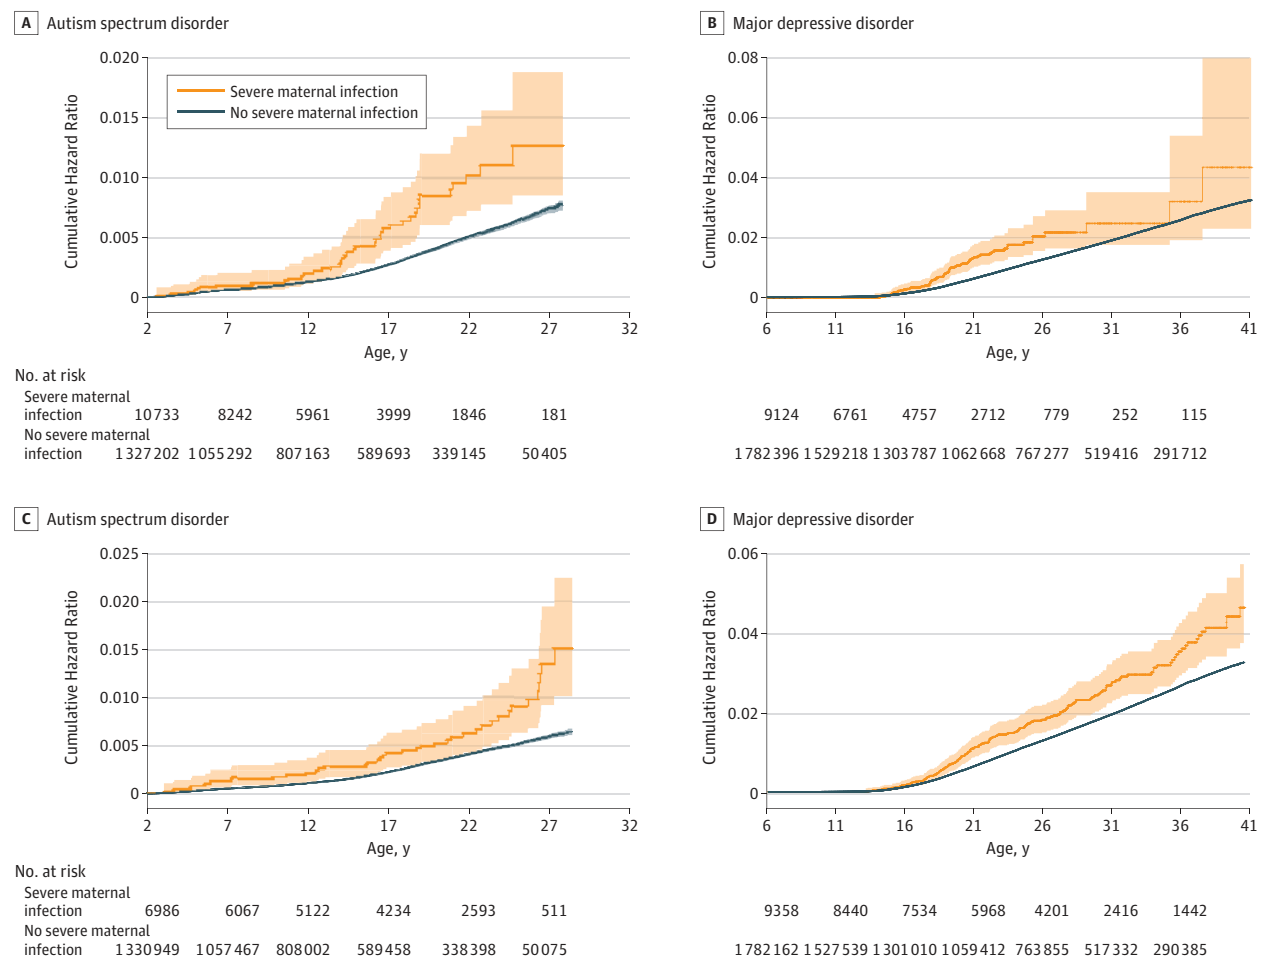 A Autism spectrum disorder
0.020
0.015
0.010
0.005
0
Cumulative Hazard Ratio
Severe maternal infection
No severe maternal infection
2 7 12 17 22 27 32
Age, y
No. at risk
Severe maternal
infection 10733 8242 5961 3999 1846 181
No severe maternal
infection 1327202 1055292 807163 589693 339145 50405
B Major depressive disorder
0.08
0.06
0.04
0.02
0
Cumulative Hazard Ratio
6 11 16 21 26 31 36 41
Age, y
9124 6761 4757 2712 779 252 115
1782396 1529218 1303787 1062668 767277 519416 291712
C Autism spectrum disorder
0.025
0.020
0.015
0.010
0.005
0
Cumulative Hazard Ratio
2 7 12 17 22 27 32
Age, y
No. at risk
Severe maternal
infection 6986 6067 5122 4234 2593 511
No severe maternal
infection 1330949 1057467 808002 589458 338398 50075
D Major depressive disorder
0.06
0.04
0.02
0
Cumulative Hazard Ratio
6 11 16 21 26 31 36 41
Age, y
9358 8440 7534 5968 4201 2416 1442
1782162 1527539 1301010 1059412 763855 517332 290385